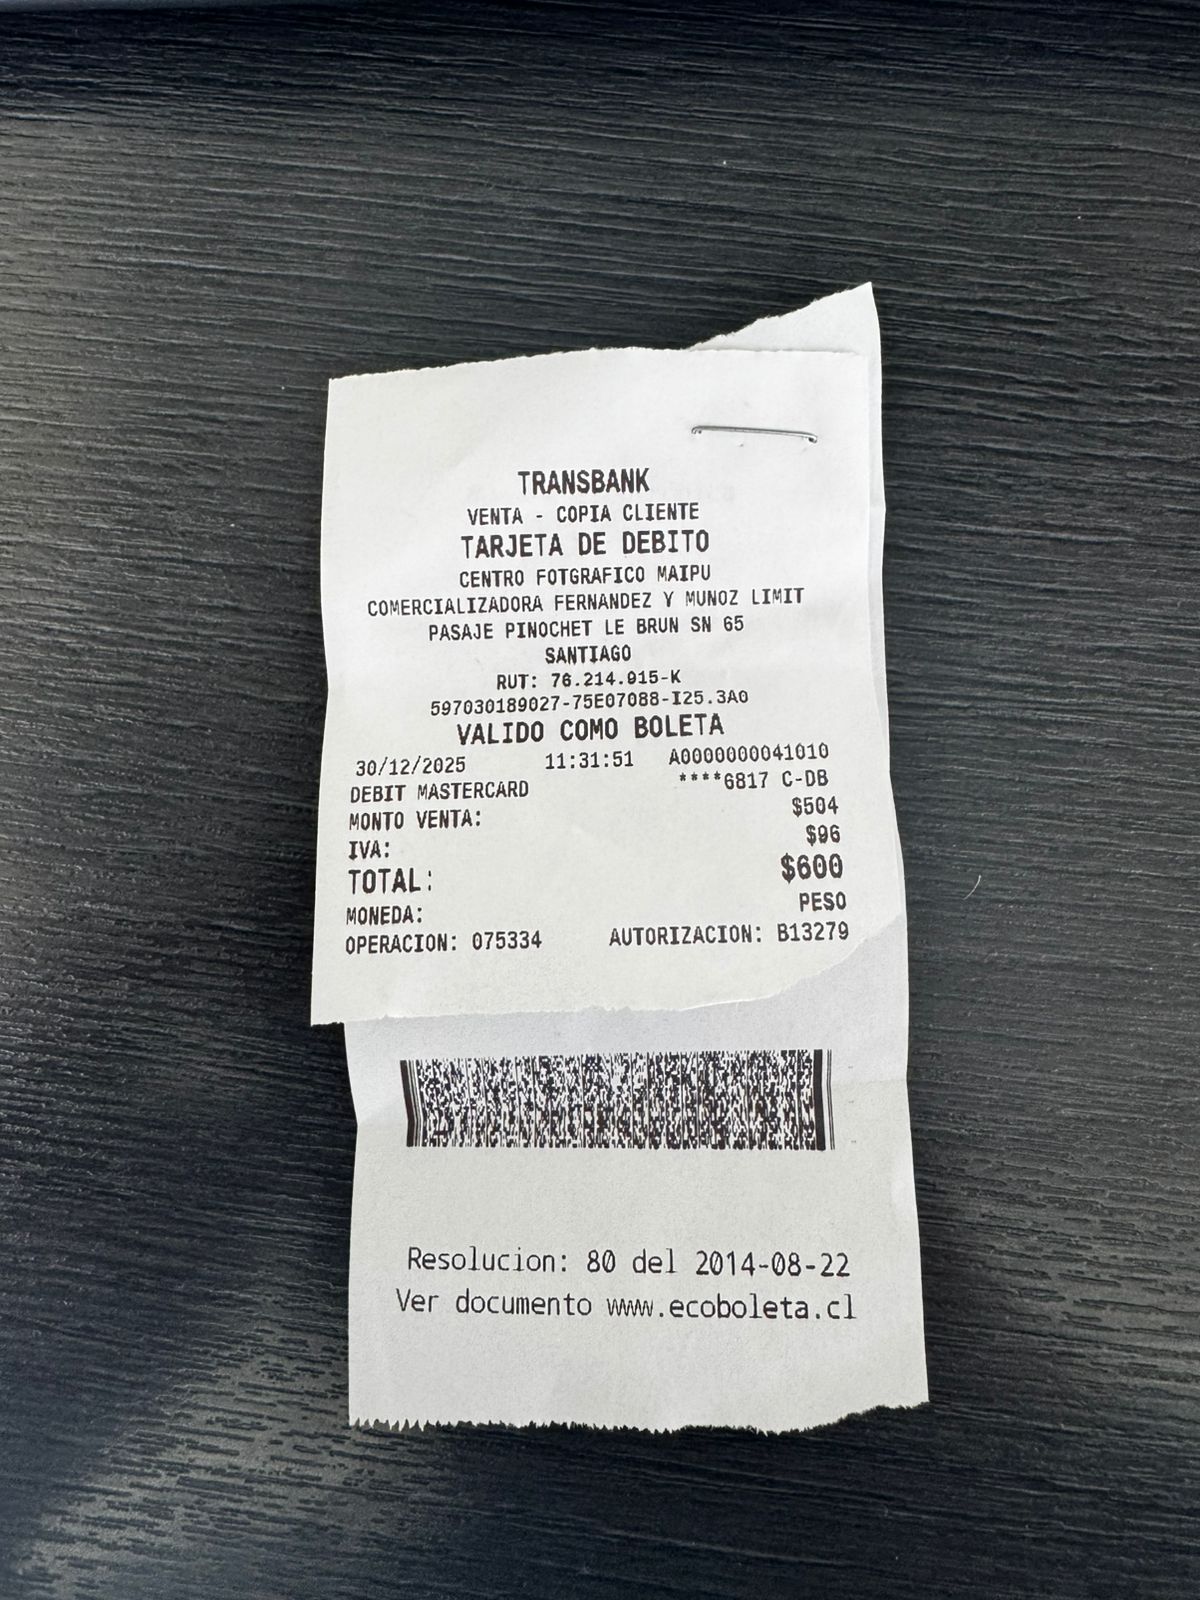 TRANSBANK
VENTA - COPIA CLIENTE
TARJETA DE DEBITO
CENTRO FOTGRAFICO MAIPU
COMERCIALIZADORA FERNANDEZ Y MUNOZ LIMIT
PASAJE PINOCHET LE BRUN SN 65
SANTIAGO
RUT: 76.214.915-K
597030189027-75E07088-I25.3A0
VALIDO COMO BOLETA
30/12/2025 11:31:51 A0000000041010
DEBIT MASTERCARD ****6817 C-DB
MONTO VENTA: $504
IVA: $96
TOTAL: $600
MONEDA: PESO
OPERACION: 075334 AUTORIZACION: B13279
Resolucion: 80 del 2014-08-22
Ver documento www.ecoboleta.cl